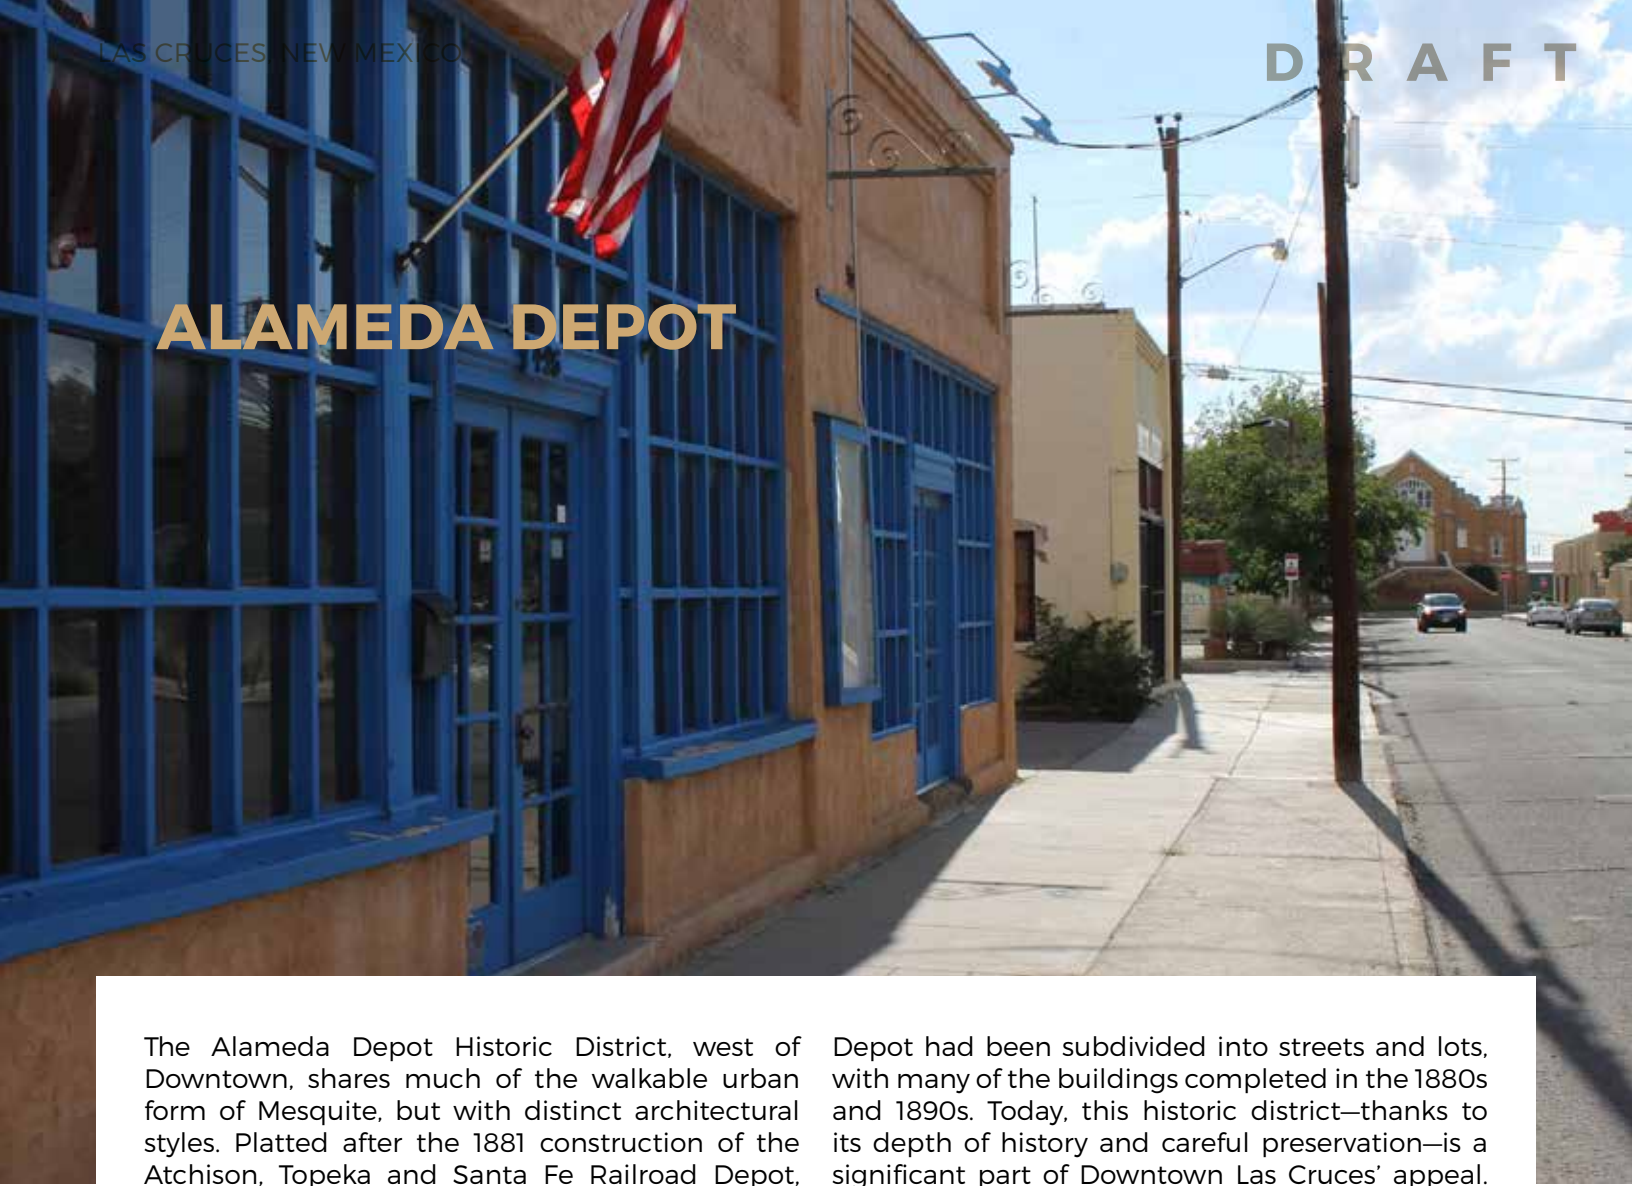 LAS CRUCES, NEW MEXICO
DRAFT
ALAMEDA DEPOT
The Alameda Depot Historic District, west of
Downtown, shares much of the walkable urban
form of Mesquite, but with distinct architectural
styles. Platted after the 1881 construction of the
Atchison, Topeka and Santa Fe Railroad Depot,
Depot had been subdivided into streets and lots,
with many of the buildings completed in the 1880s
and 1890s. Today, this historic district—thanks to
its depth of history and careful preservation—is a
significant part of Downtown Las Cruces’ appeal.